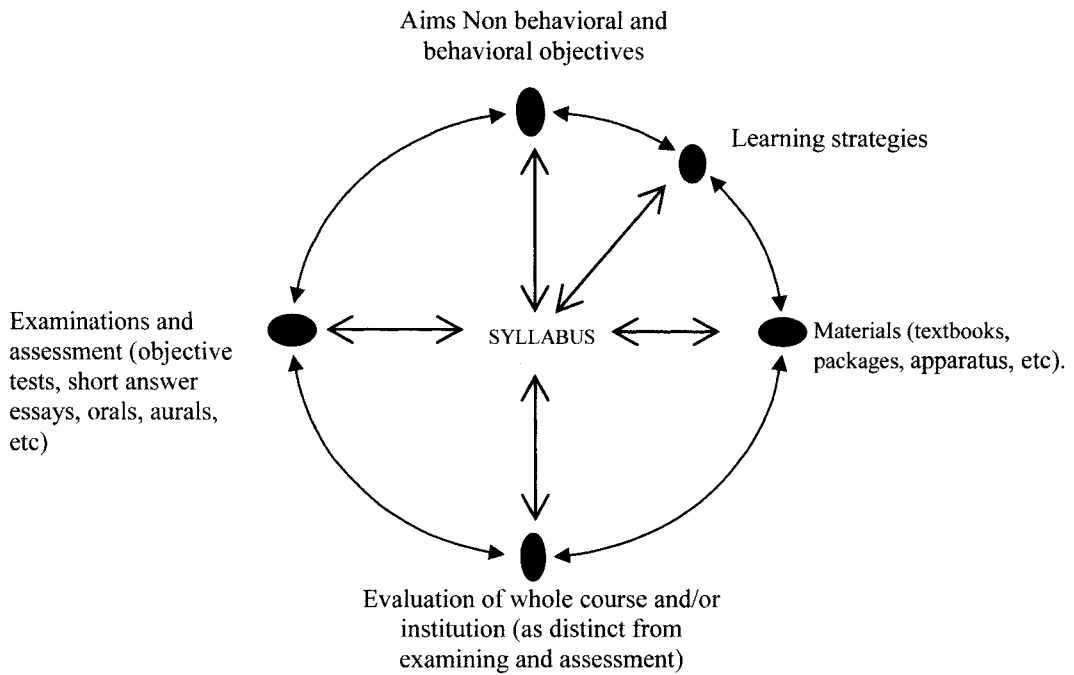 Aims Non behavioral and
behavioral objectives
Learning strategies
Examinations and
assessment (objective
tests, short answer
essays, orals, aurals,
etc)
SYLLABUS
Materials (textbooks,
packages, apparatus, etc).
Evaluation of whole course and/or
institution (as distinct from
examining and assessment)